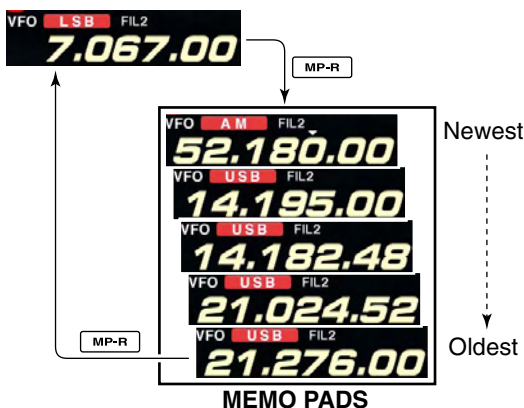 VFO LSB FIL2
7.067.00
MP-R
VFO AM FIL2
52.180.00
Newest
VFO USB FIL2
14.195.00
VFO USB FIL2
14.182.48
VFO USB FIL2
21.024.52
VFO USB FIL2
21.276.00
Oldest
MP-R
MEMO PADS